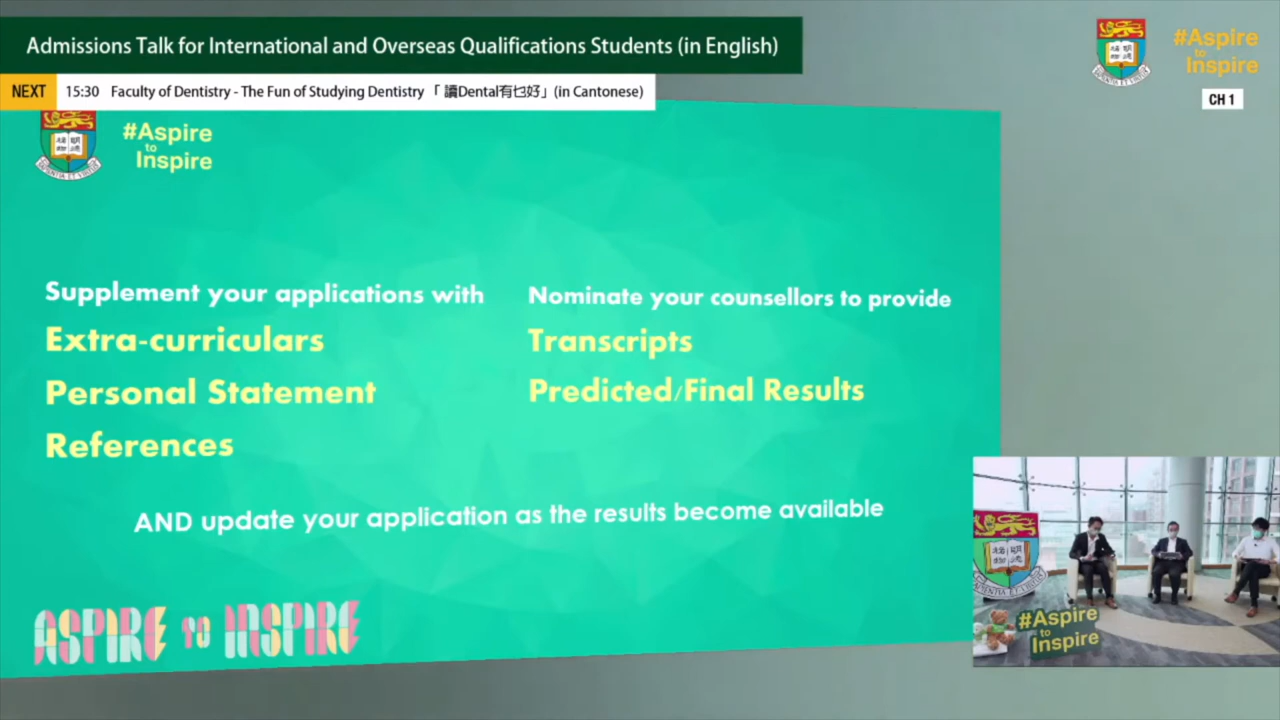 Admissions Talk for International and Overseas Qualifications Students (in English)
NEXT 15:30 Faculty of Dentistry - The Fun of Studying Dentistry 「 讀Dental有乜好」(in Cantonese)
#Aspire
to
Inspire
CH 1
#Aspire
to
Inspire
Supplement your applications with
Extra-curriculars
Personal Statement
References
Nominate your counsellors to provide
Transcripts
Predicted/Final Results
AND update your application as the results become available
ASPIRE TO INSPIRE
#Aspire
to
Inspire